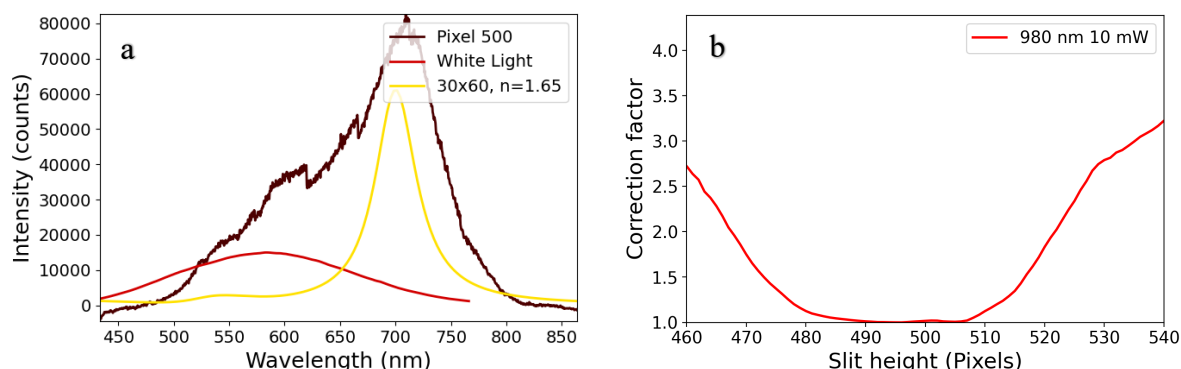 a
Pixel 500
White Light
30x60, n=1.65
Intensity (counts)
80000
70000
60000
50000
40000
30000
20000
10000
0
450 500 550 600 650 700 750 800 850
Wavelength (nm)
b
980 nm 10 mW
Correction factor
4.0
3.5
3.0
2.5
2.0
1.5
1.0
460 470 480 490 500 510 520 530 540
Slit height (Pixels)